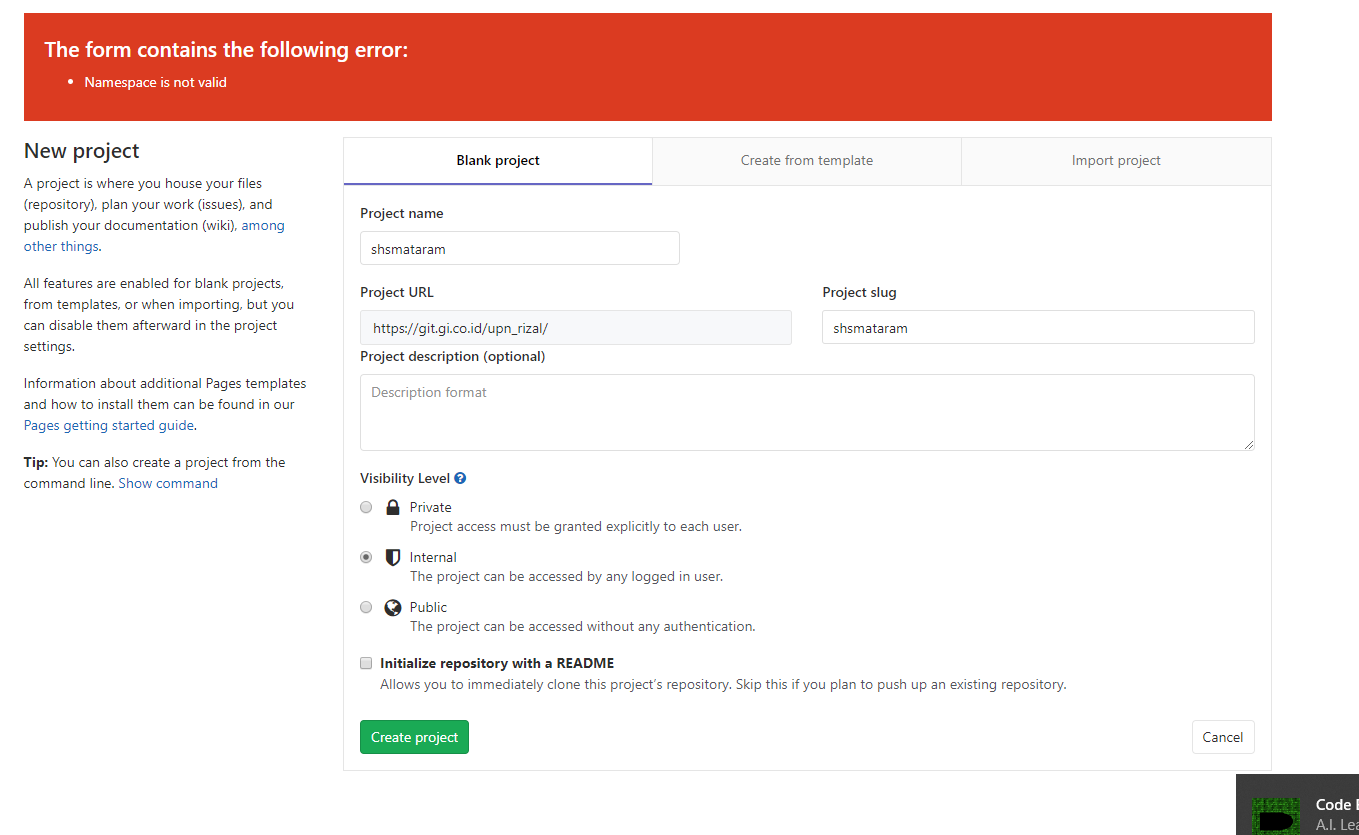 The form contains the following error:
Namespace is not valid
New project
A project is where you house your files
(repository), plan your work (issues), and
publish your documentation (wiki), among
other things.
All features are enabled for blank projects,
from templates, or when importing, but you
can disable them afterward in the project
settings.
Information about additional Pages templates
and how to install them can be found in our
Pages getting started guide.
Tip: You can also create a project from the
command line. Show command
Blank project
Create from template
Import project
Project name
shsmataram
Project URL
Project slug
https://git.gi.co.id/upn_rizal/
shsmataram
Project description (optional)
Description format
Visibility Level
Private
Project access must be granted explicitly to each user.
Internal
The project can be accessed by any logged in user.
Public
The project can be accessed without any authentication.
Initialize repository with a README
Allows you to immediately clone this project's repository. Skip this if you plan to push up an existing repository.
Create project
Cancel
Code
A.I.